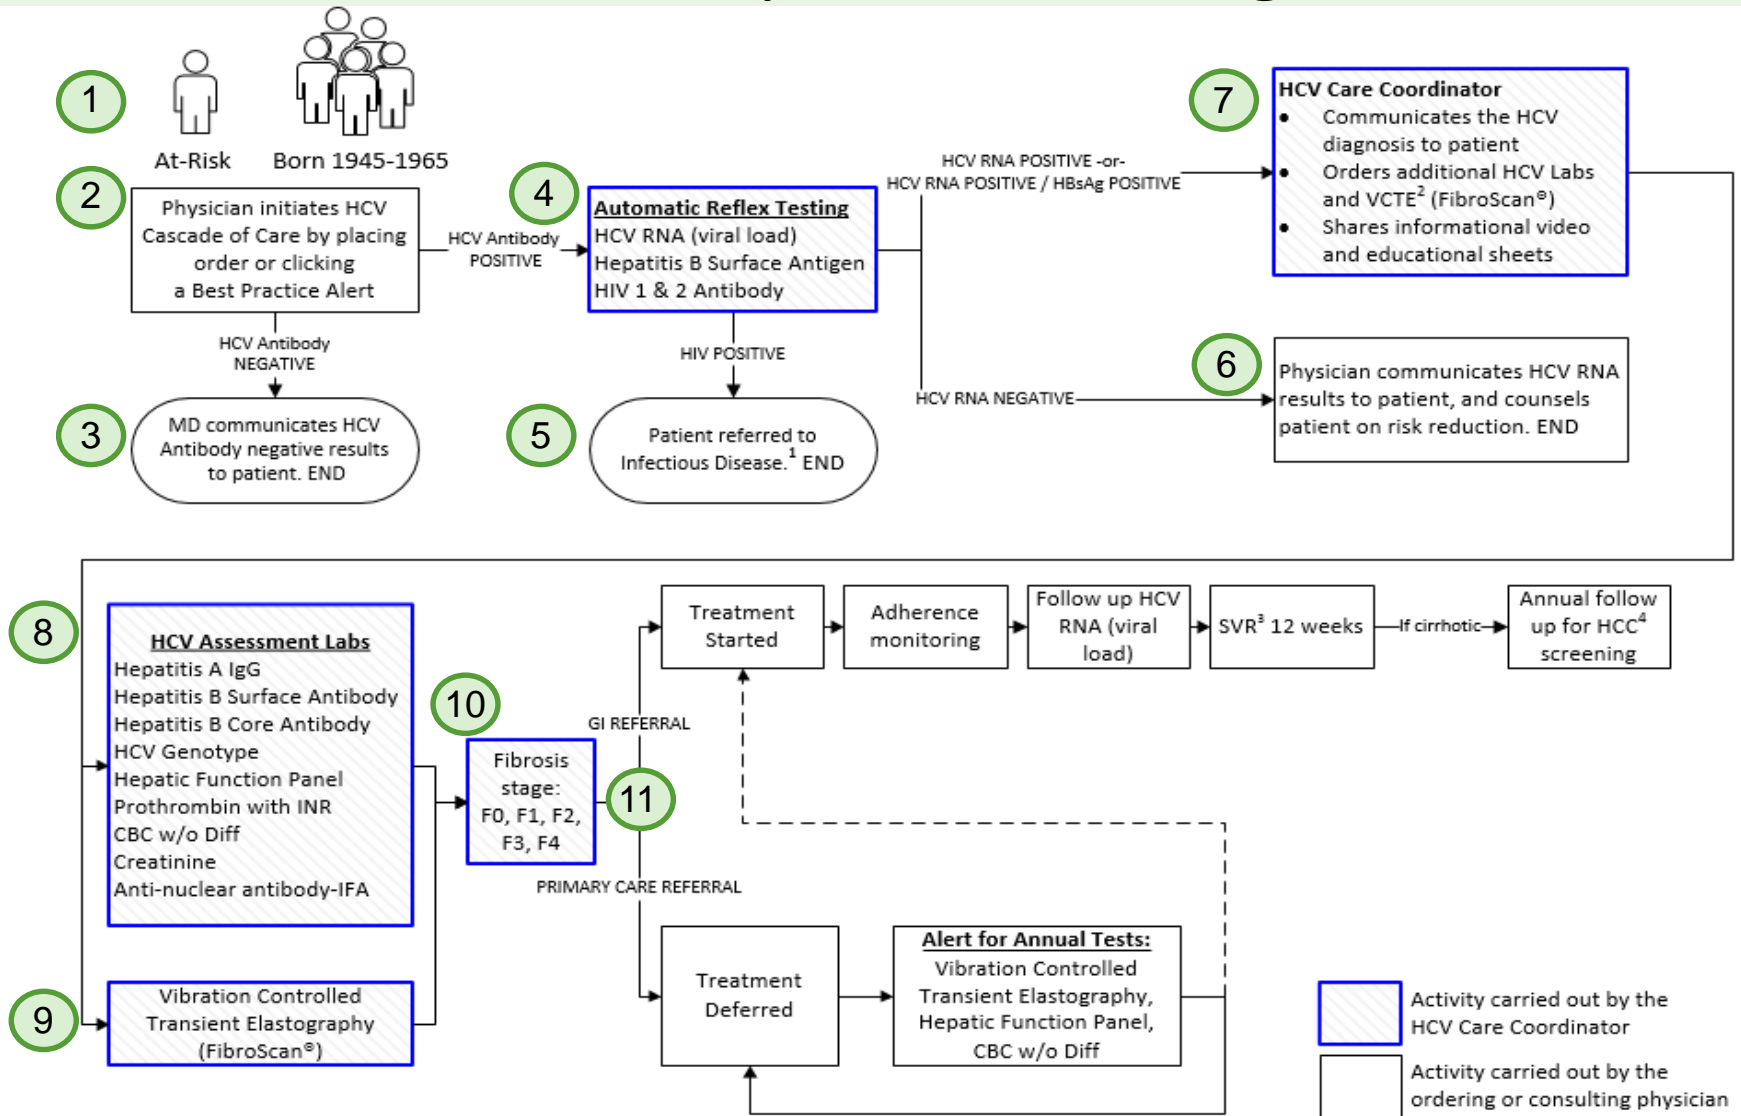 1
At-Risk
Born 1945-1965
2
Physician initiates HCV
Cascade of Care by placing
order or clicking
a Best Practice Alert
HCV Antibody
POSITIVE
HCV Antibody
NEGATIVE
3
MD communicates HCV
Antibody negative results
to patient. END
4
Automatic Reflex Testing
HCV RNA (viral load)
Hepatitis B Surface Antigen
HIV 1 & 2 Antibody
HIV POSITIVE
5
Patient referred to
Infectious Disease.¹ END
HCV RNA POSITIVE -or-
HCV RNA POSITIVE / HBsAg POSITIVE
HCV RNA NEGATIVE
6
Physician communicates HCV RNA
results to patient, and counsels
patient on risk reduction. END
7
HCV Care Coordinator
• Communicates the HCV
diagnosis to patient
• Orders additional HCV Labs
and VCTE² (FibroScan®)
• Shares informational video
and educational sheets
8
HCV Assessment Labs
Hepatitis A IgG
Hepatitis B Surface Antibody
Hepatitis B Core Antibody
HCV Genotype
Hepatic Function Panel
Prothrombin with INR
CBC w/o Diff
Creatinine
Anti-nuclear antibody-IFA
9
Vibration Controlled
Transient Elastography
(FibroScan®)
10
Fibrosis
stage:
F0, F1, F2,
F3, F4
11
GI REFERRAL
PRIMARY CARE REFERRAL
Treatment
Started
Adherence
monitoring
Follow up HCV
RNA (viral
load)
SVR³ 12 weeks
If cirrhotic
Annual follow
up for HCC⁴
screening
Treatment
Deferred
Alert for Annual Tests:
Vibration Controlled
Transient Elastography,
Hepatic Function Panel,
CBC w/o Diff
Activity carried out by the
HCV Care Coordinator
Activity carried out by the
ordering or consulting physician